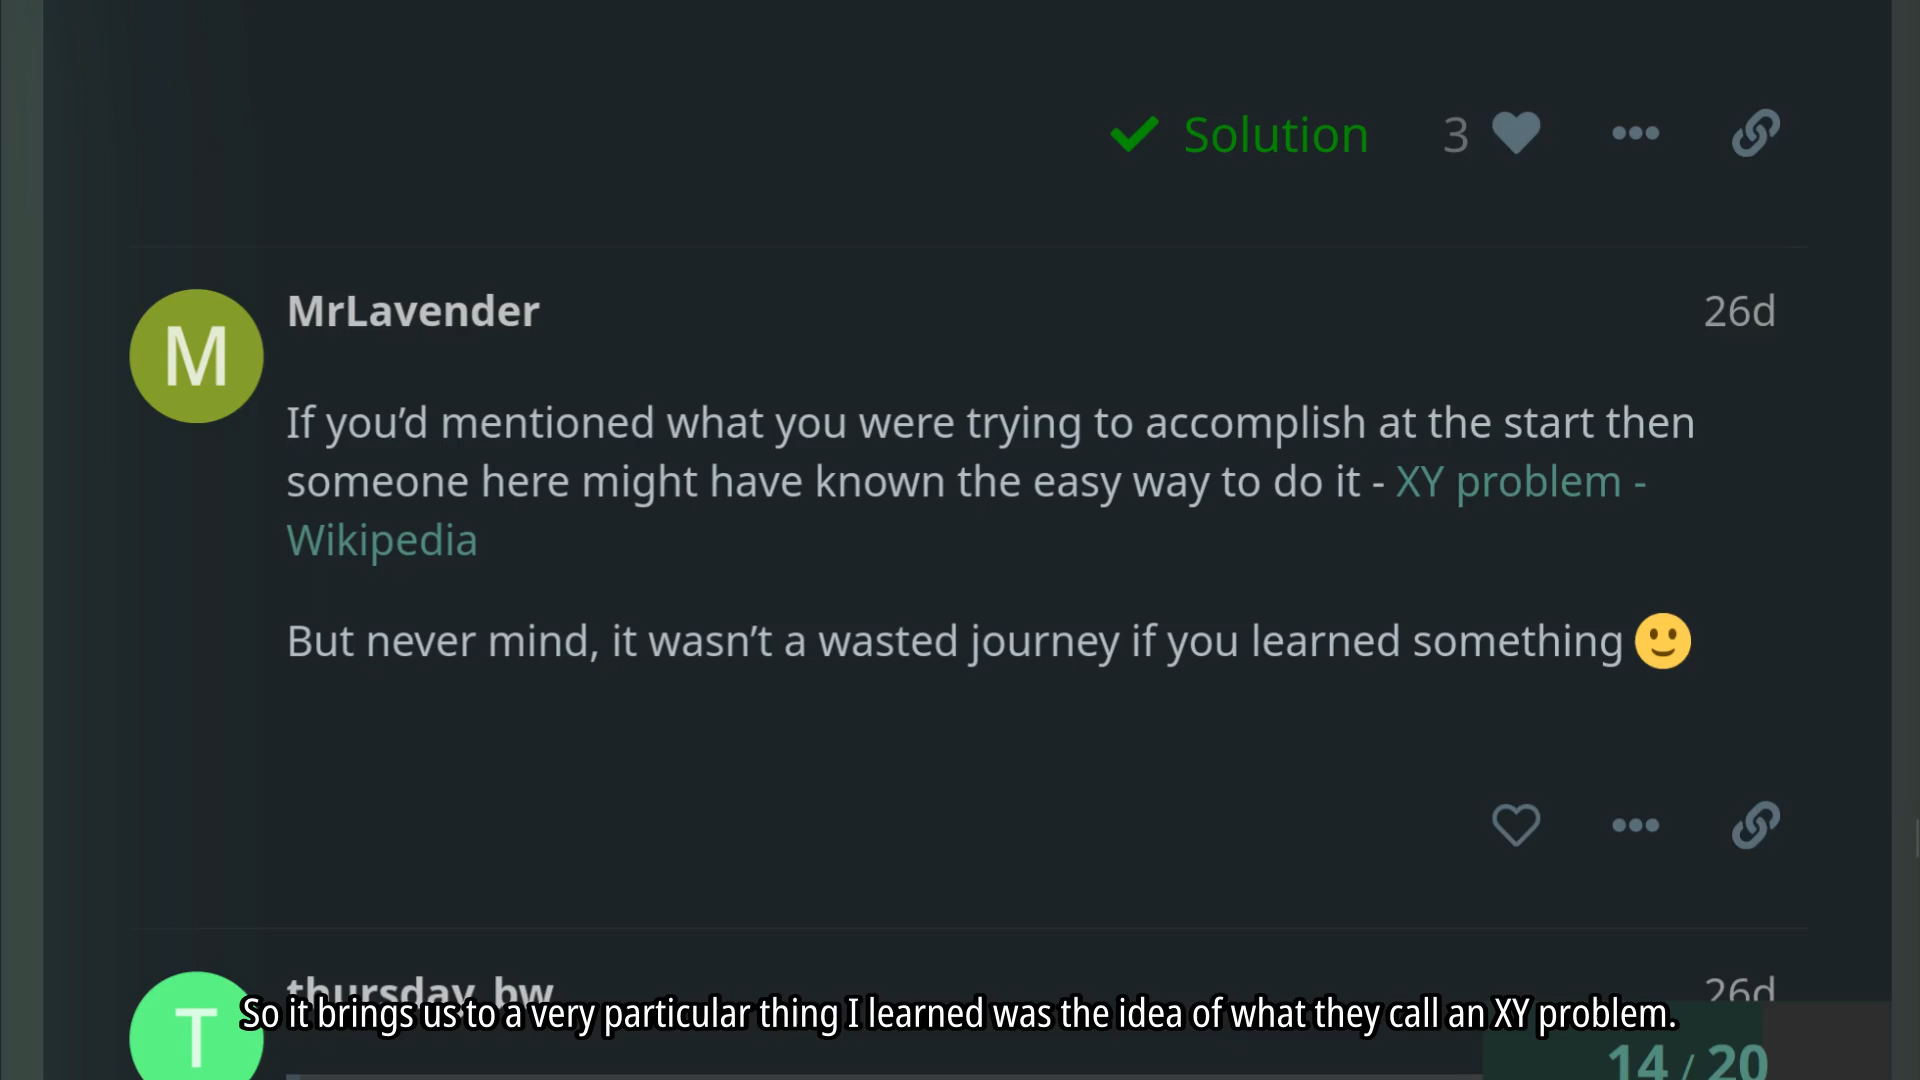 Solution 3
M
MrLavender 26d
If you’d mentioned what you were trying to accomplish at the start then
someone here might have known the easy way to do it - XY problem -
Wikipedia
But never mind, it wasn’t a wasted journey if you learned something
T
thursday_bw 26d
So it brings us to a very particular thing I learned was the idea of what they call an XY problem.
14 / 20